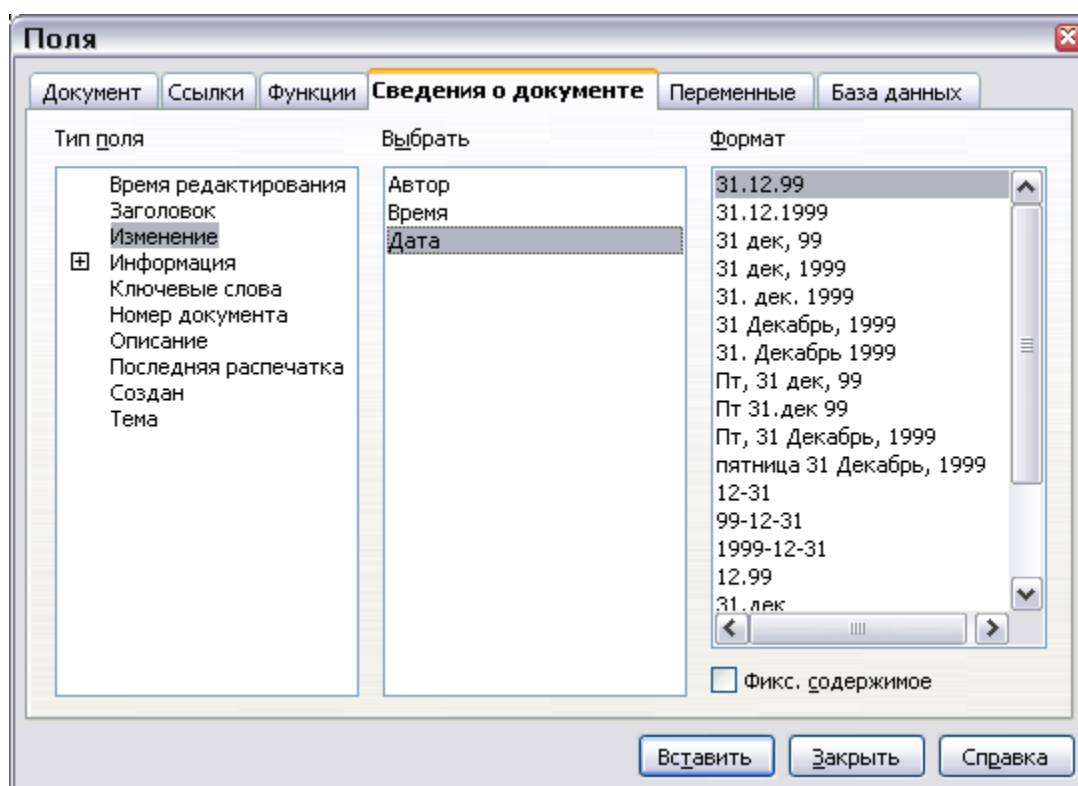 Поля
Документ Ссылки Функции Сведения о документе Переменные База данных
Тип поля
Время редактирования
Заголовок
Изменение
Информация
Ключевые слова
Номер документа
Описание
Последняя распечатка
Создан
Тема
Выбрать
Автор
Время
Дата
Формат
31.12.99
31.12.1999
31 дек, 99
31 дек, 1999
31. дек. 1999
31 Декабрь, 1999
31. Декабрь 1999
Пт, 31 дек, 99
Пт 31.дек 99
Пт, 31 Декабрь, 1999
пятница 31 Декабрь, 1999
12-31
99-12-31
1999-12-31
12.99
31.дек
Фикс. содержимое
Вставить Закрыть Справка